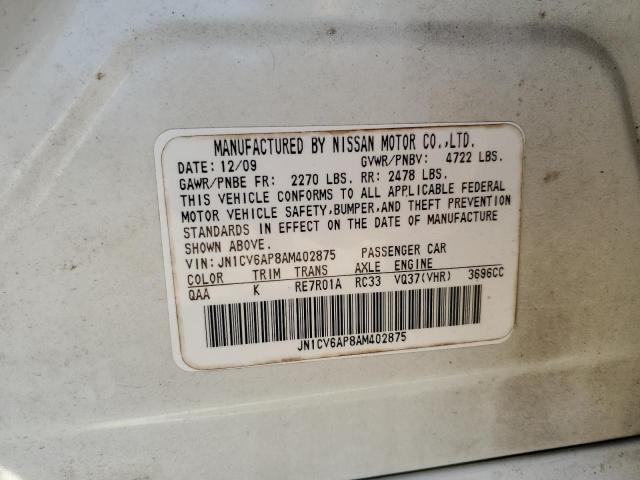 MANUFACTURED BY NISSAN MOTOR CO.,LTD.
DATE: 12/09 GVWR/PNBV: 4722 LBS.
GAWR/PNBE FR: 2270 LBS. RR: 2478 LBS.
THIS VEHICLE CONFORMS TO ALL APPLICABLE FEDERAL
MOTOR VEHICLE SAFETY,BUMPER,AND THEFT PREVENTION
STANDARDS IN EFFECT ON THE DATE OF MANUFACTURE
SHOWN ABOVE.
VIN: JN1CV6AP8AM402875 PASSENGER CAR
COLOR TRIM TRANS AXLE ENGINE
QAA K RE7R01A RC33 VQ37(VHR) 3696CC
JN1CV6AP8AM402875